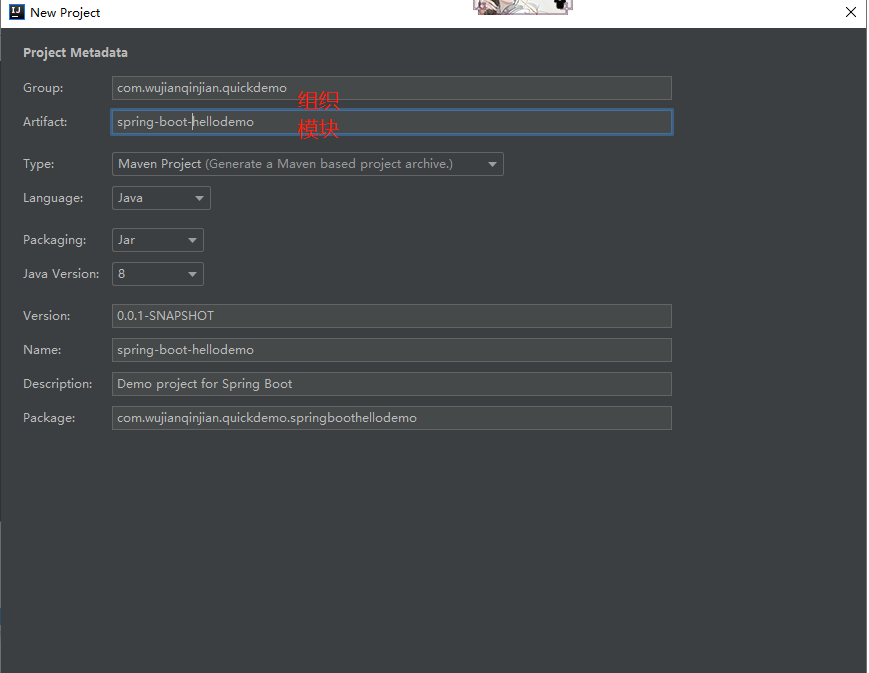 New Project
Project Metadata
Group: com.wujianqinjian.quickdemo
组织
Artifact: spring-boot-hellodemo
模块
Type: Maven Project (Generate a Maven based project archive.)
Language: Java
Packaging: Jar
Java Version: 8
Version: 0.0.1-SNAPSHOT
Name: spring-boot-hellodemo
Description: Demo project for Spring Boot
Package: com.wujianqinjian.quickdemo.springboothellodemo